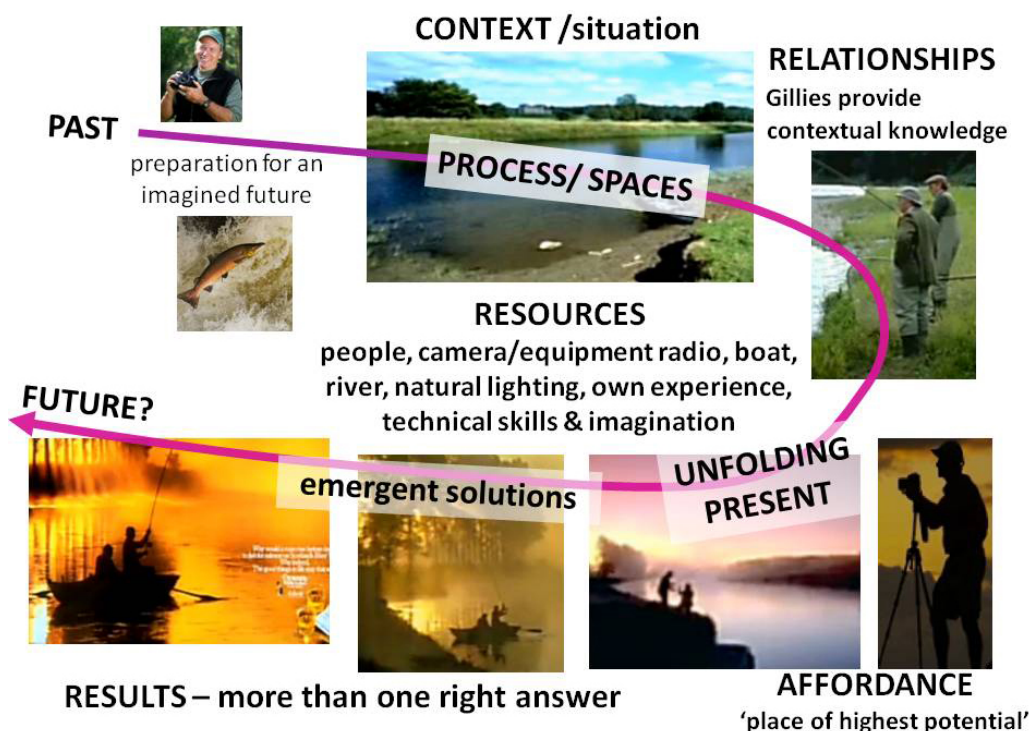 CONTEXT /situation
RELATIONSHIPS
Gillies provide
contextual knowledge
PAST
preparation for an
imagined future
PROCESS/ SPACES
RESOURCES
people, camera/equipment radio, boat,
river, natural lighting, own experience,
technical skills & imagination
FUTURE?
UNFOLDING
PRESENT
emergent solutions
RESULTS – more than one right answer
AFFORDANCE
‘place of highest potential’